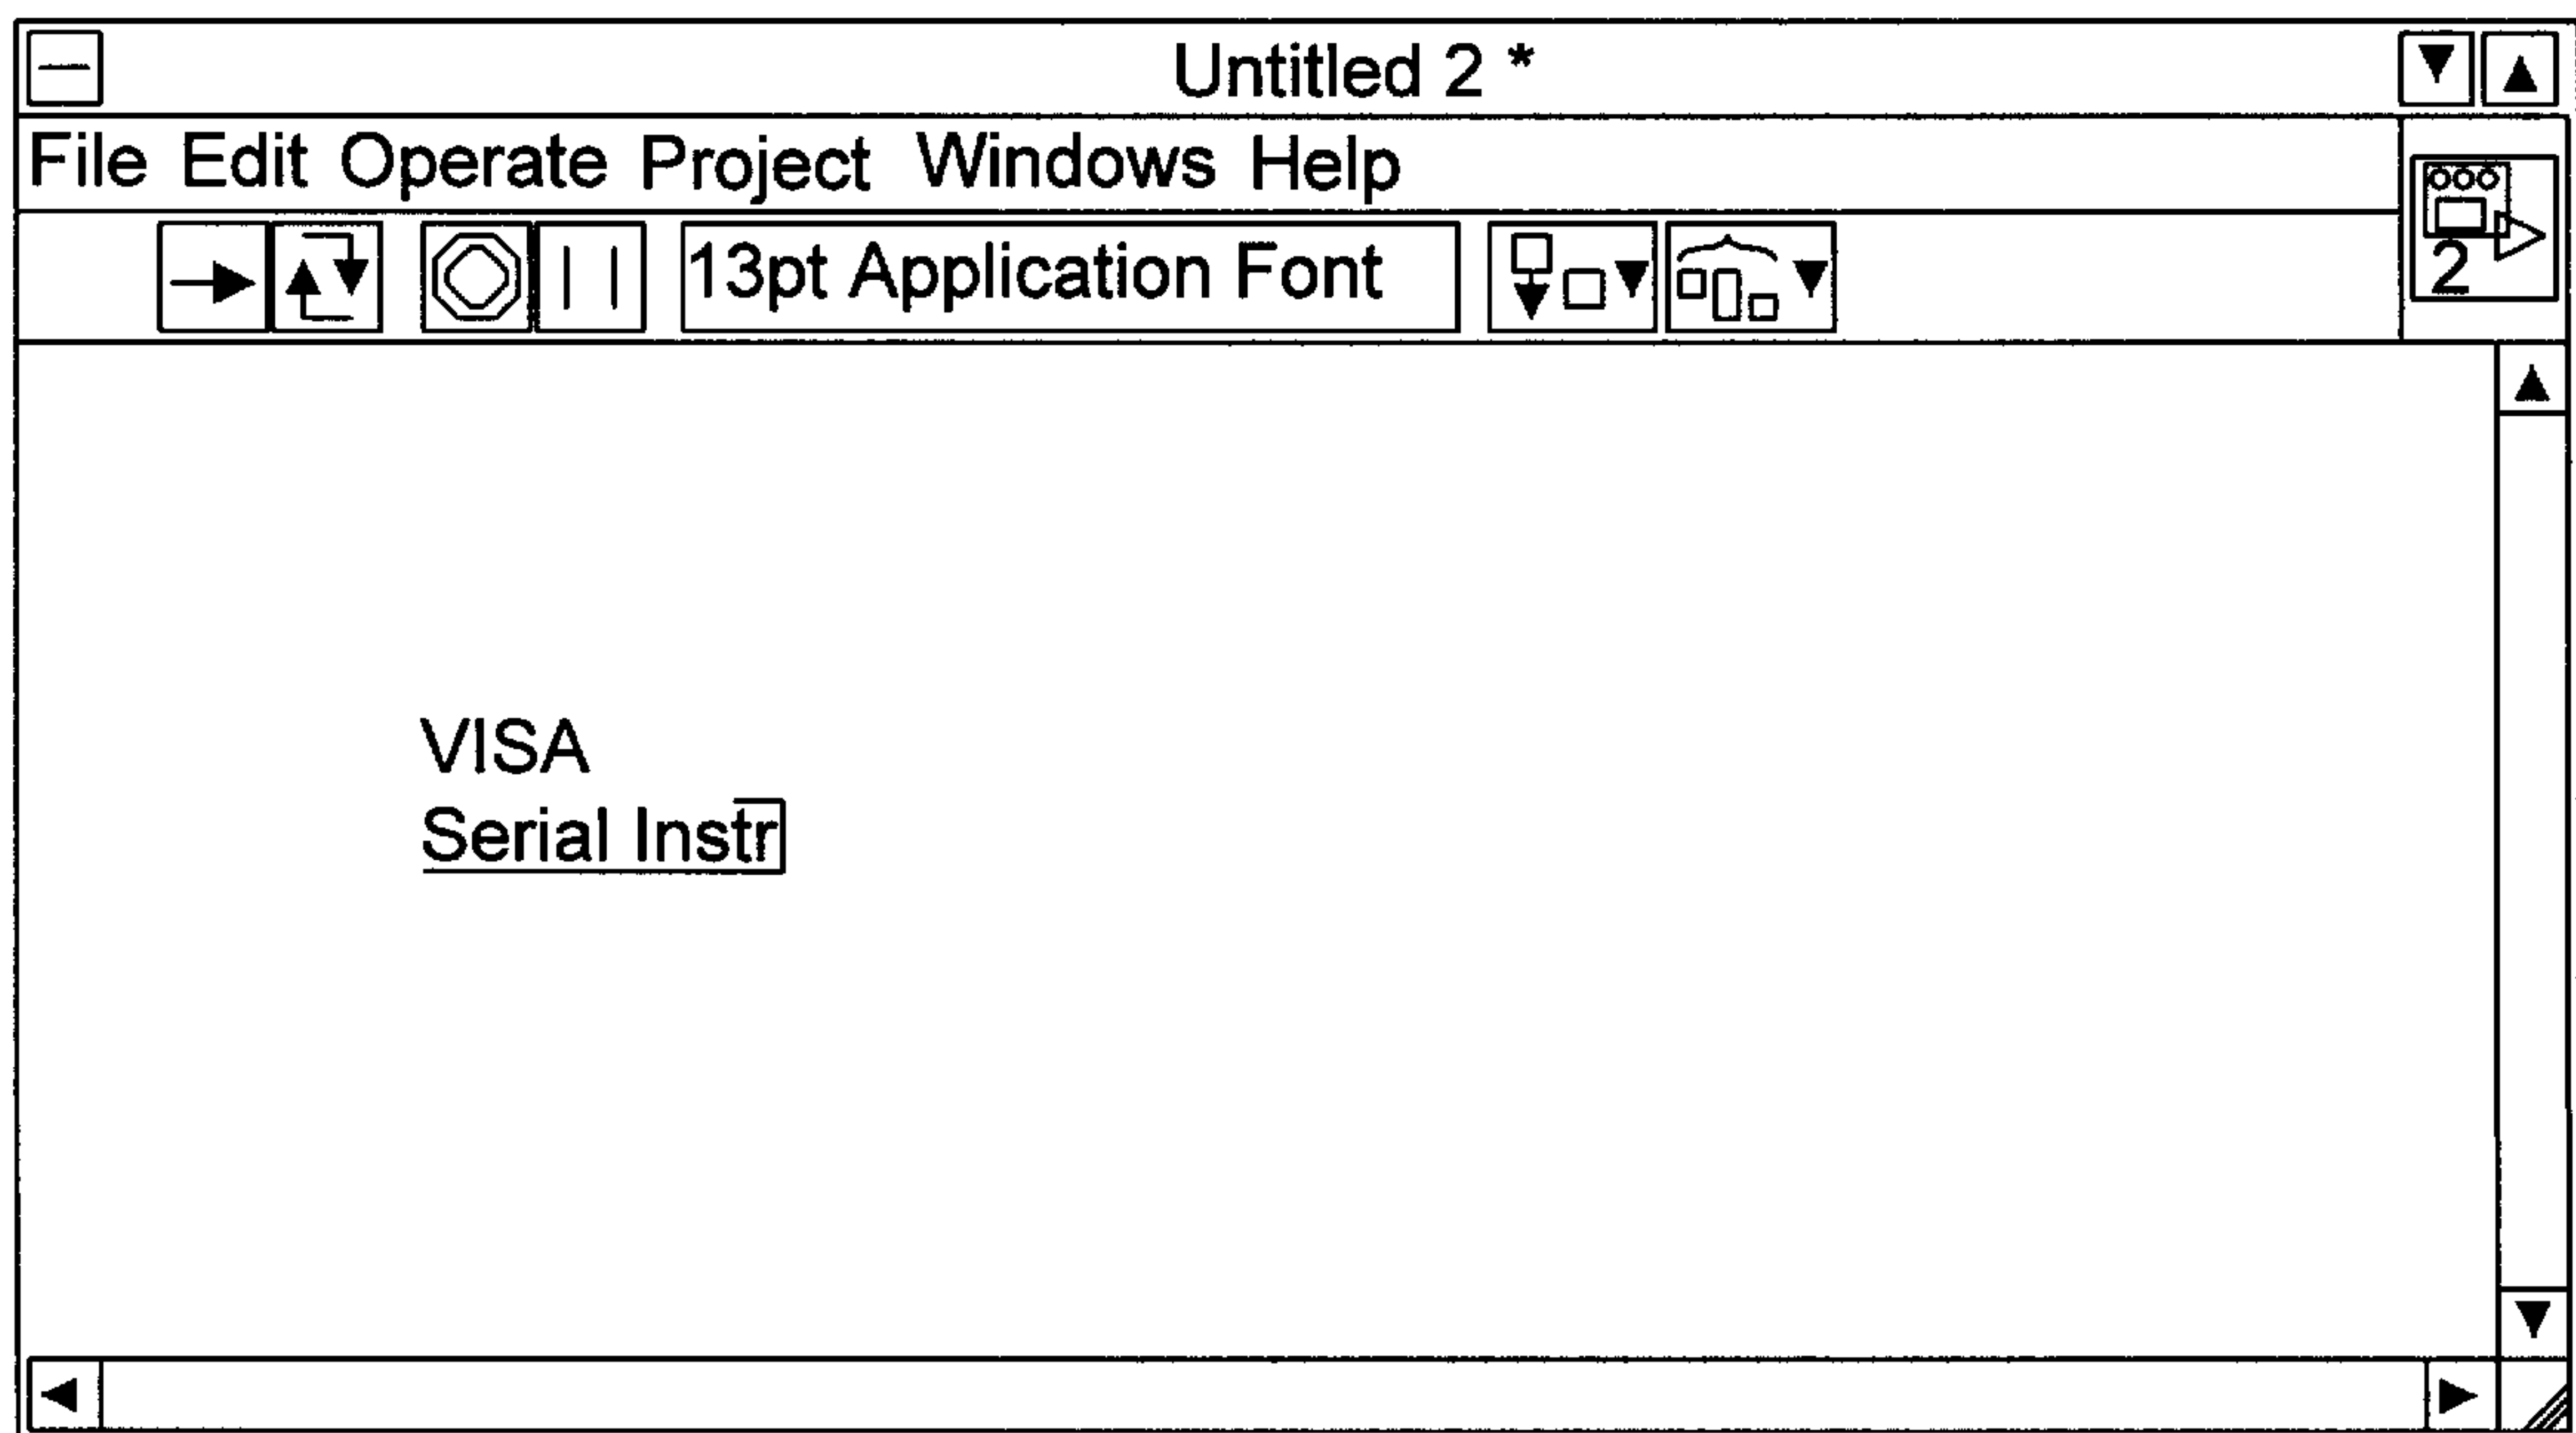 Untitled 2 *
File Edit Operate Project Windows Help
13pt Application Font
2
VISA
Serial Instr